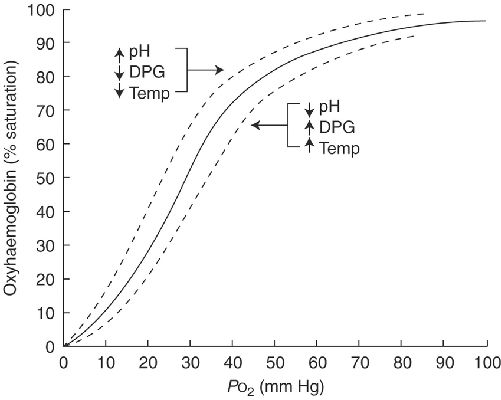 100
90
80
70
60
50
40
30
20
10
0
Oxyhaemoglobin (% saturation)
↑ pH
↓ DPG
↓ Temp
↓ pH
↑ DPG
↑ Temp
0 10 20 30 40 50 60 70 80 90 100
PO₂ (mm Hg)